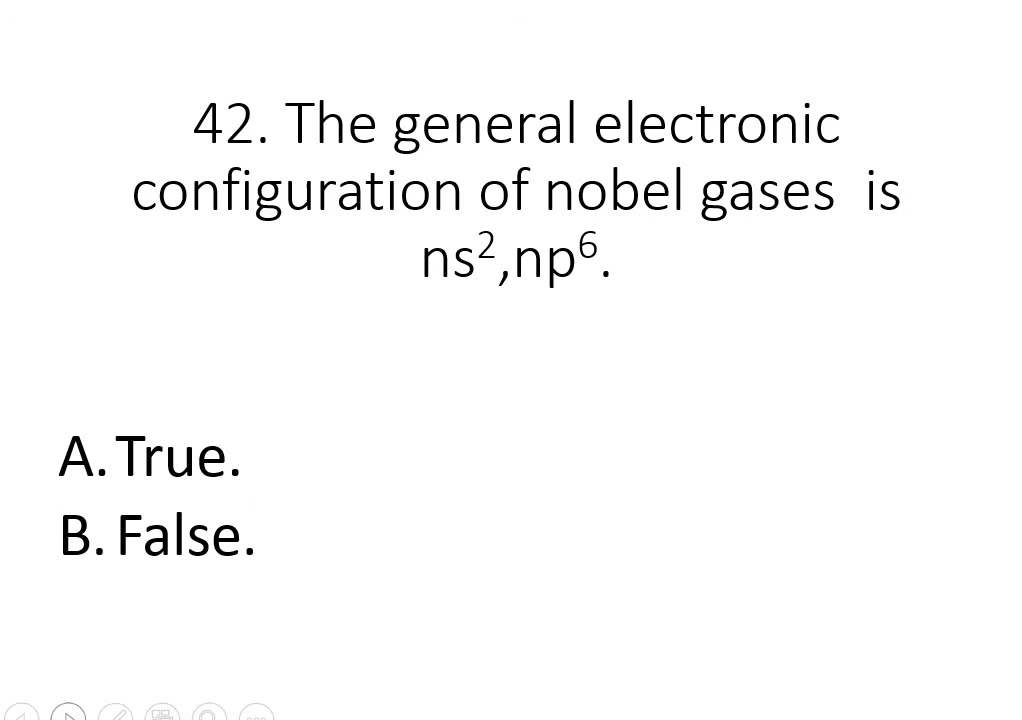 42. The general electronic
configuration of nobel gases  is
ns²,np⁶.
A. True.
B. False.